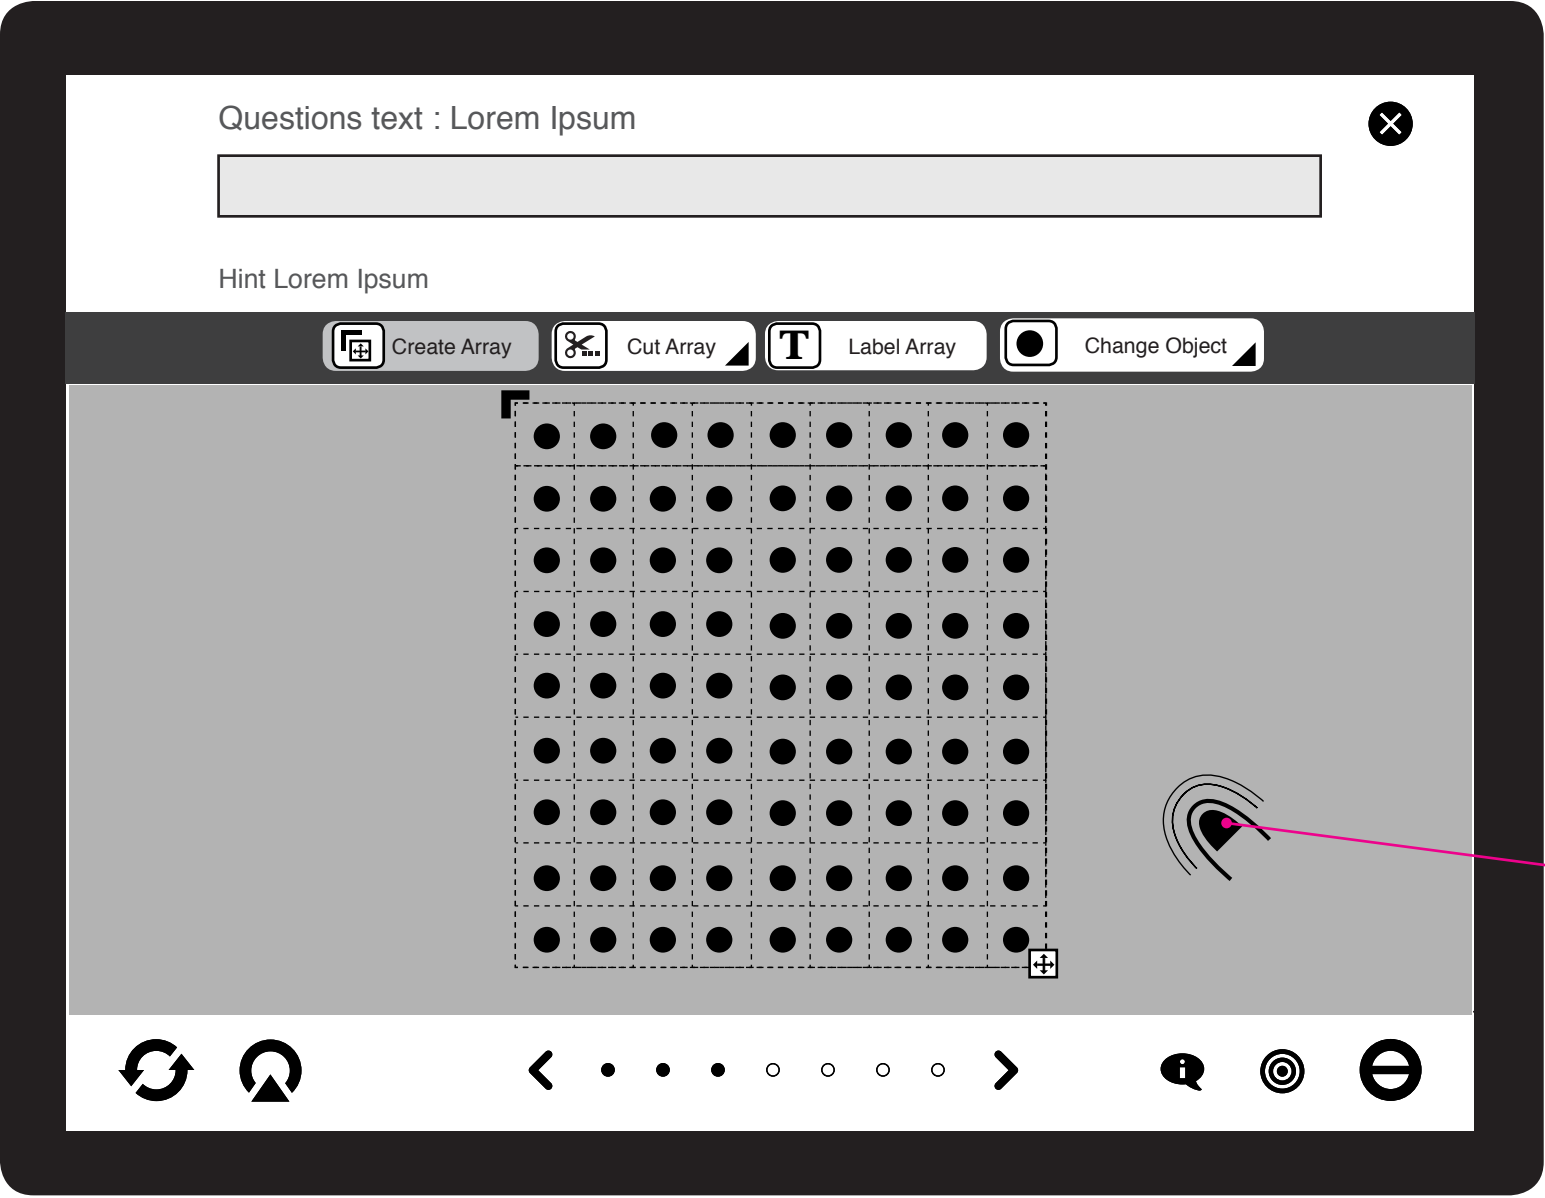 Questions text : Lorem Ipsum
Hint Lorem Ipsum
Create Array
T
Cut Array
Label Array
Change Object
i